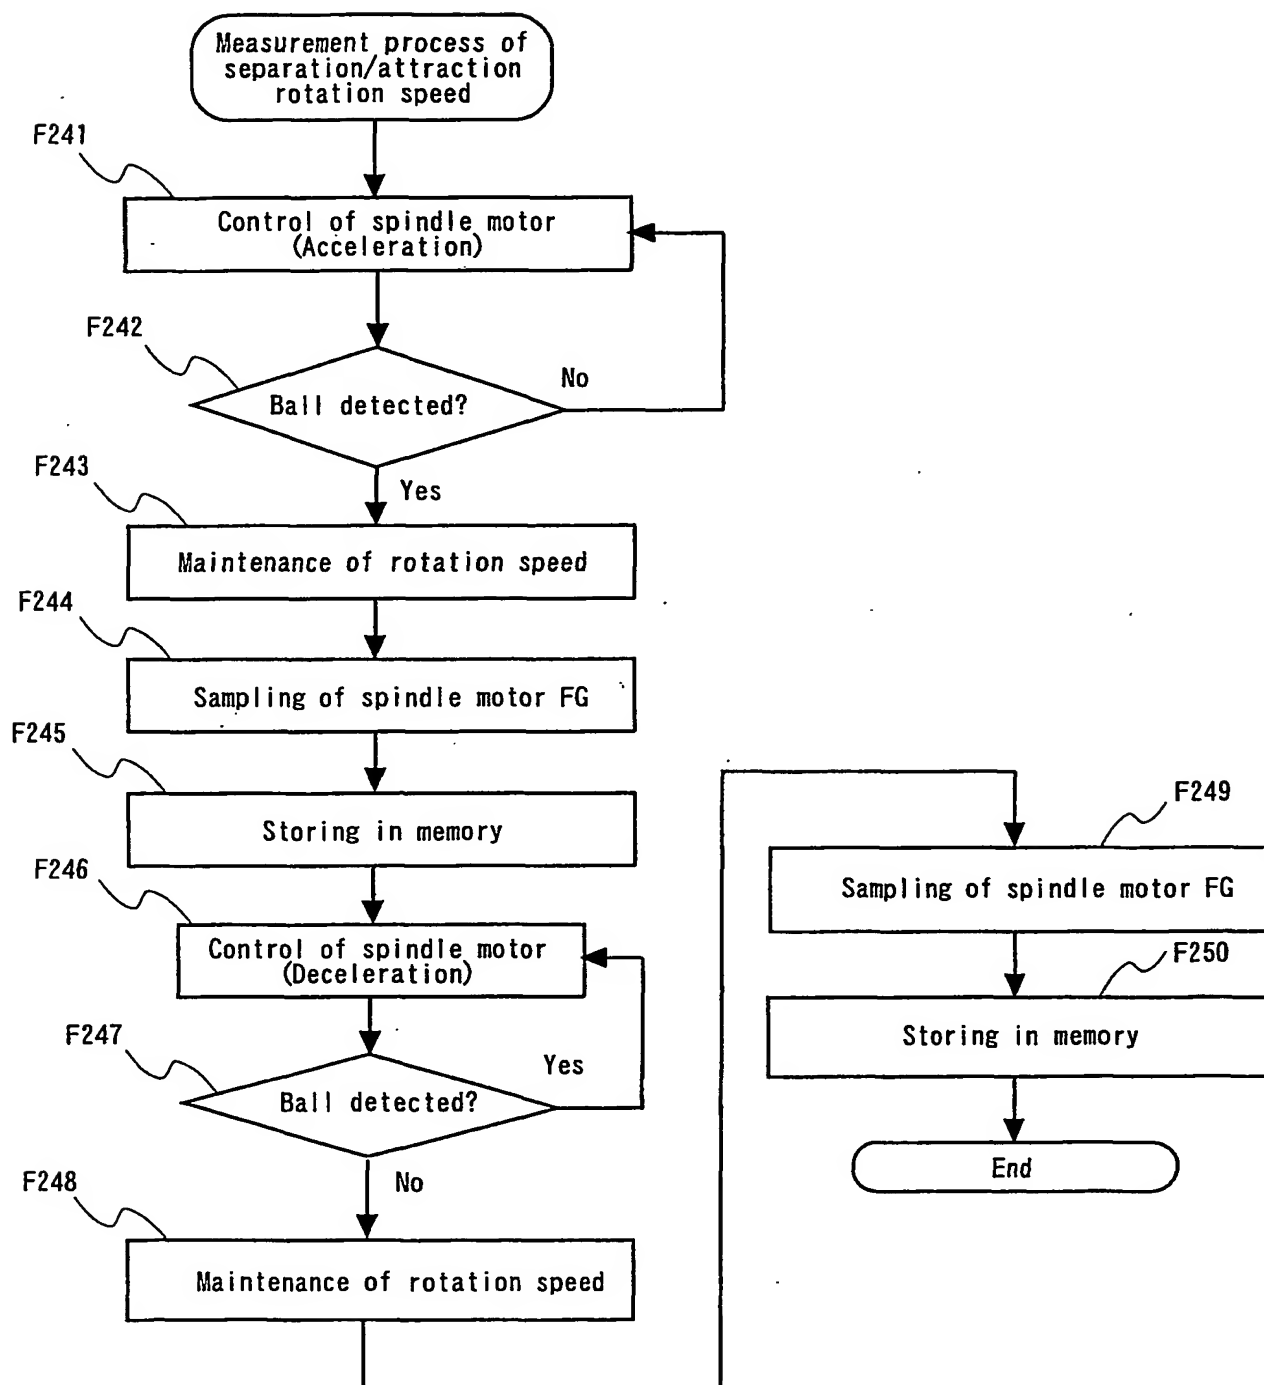 Measurement process of
separation/attraction
rotation speed
F241
Control of spindle motor
(Acceleration)
F242
Ball detected?
No
Yes
F243
Maintenance of rotation speed
F244
Sampling of spindle motor FG
F245
Storing in memory
F246
Control of spindle motor
(Deceleration)
F247
Ball detected?
Yes
No
F248
Maintenance of rotation speed
F249
Sampling of spindle motor FG
F250
Storing in memory
End